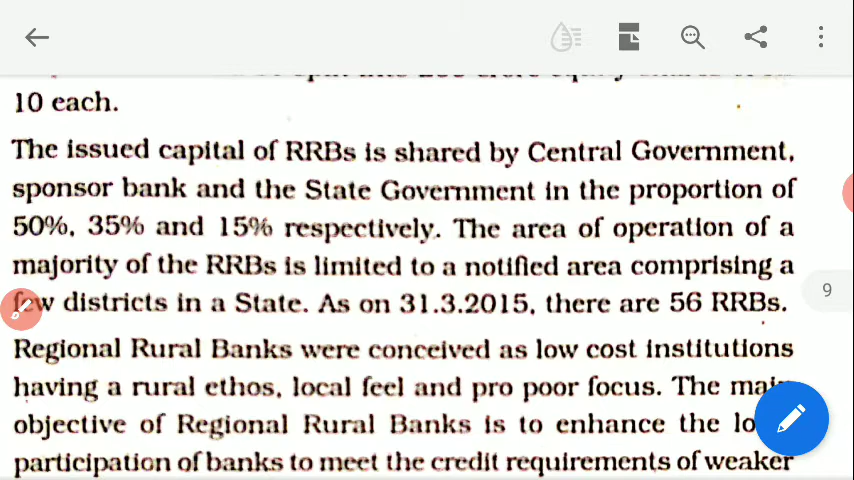 10 each.
The issued capital of RRBs is shared by Central Government,
sponsor bank and the State Government in the proportion of
50%, 35% and 15% respectively. The area of operation of a
majority of the RRBs is limited to a notified area comprising a
few districts in a State. As on 31.3.2015, there are 56 RRBs.
9
Regional Rural Banks were conceived as low cost institutions
having a rural ethos, local feel and pro poor focus. The main
objective of Regional Rural Banks is to enhance the
participation of banks to meet the credit requirements of weaker